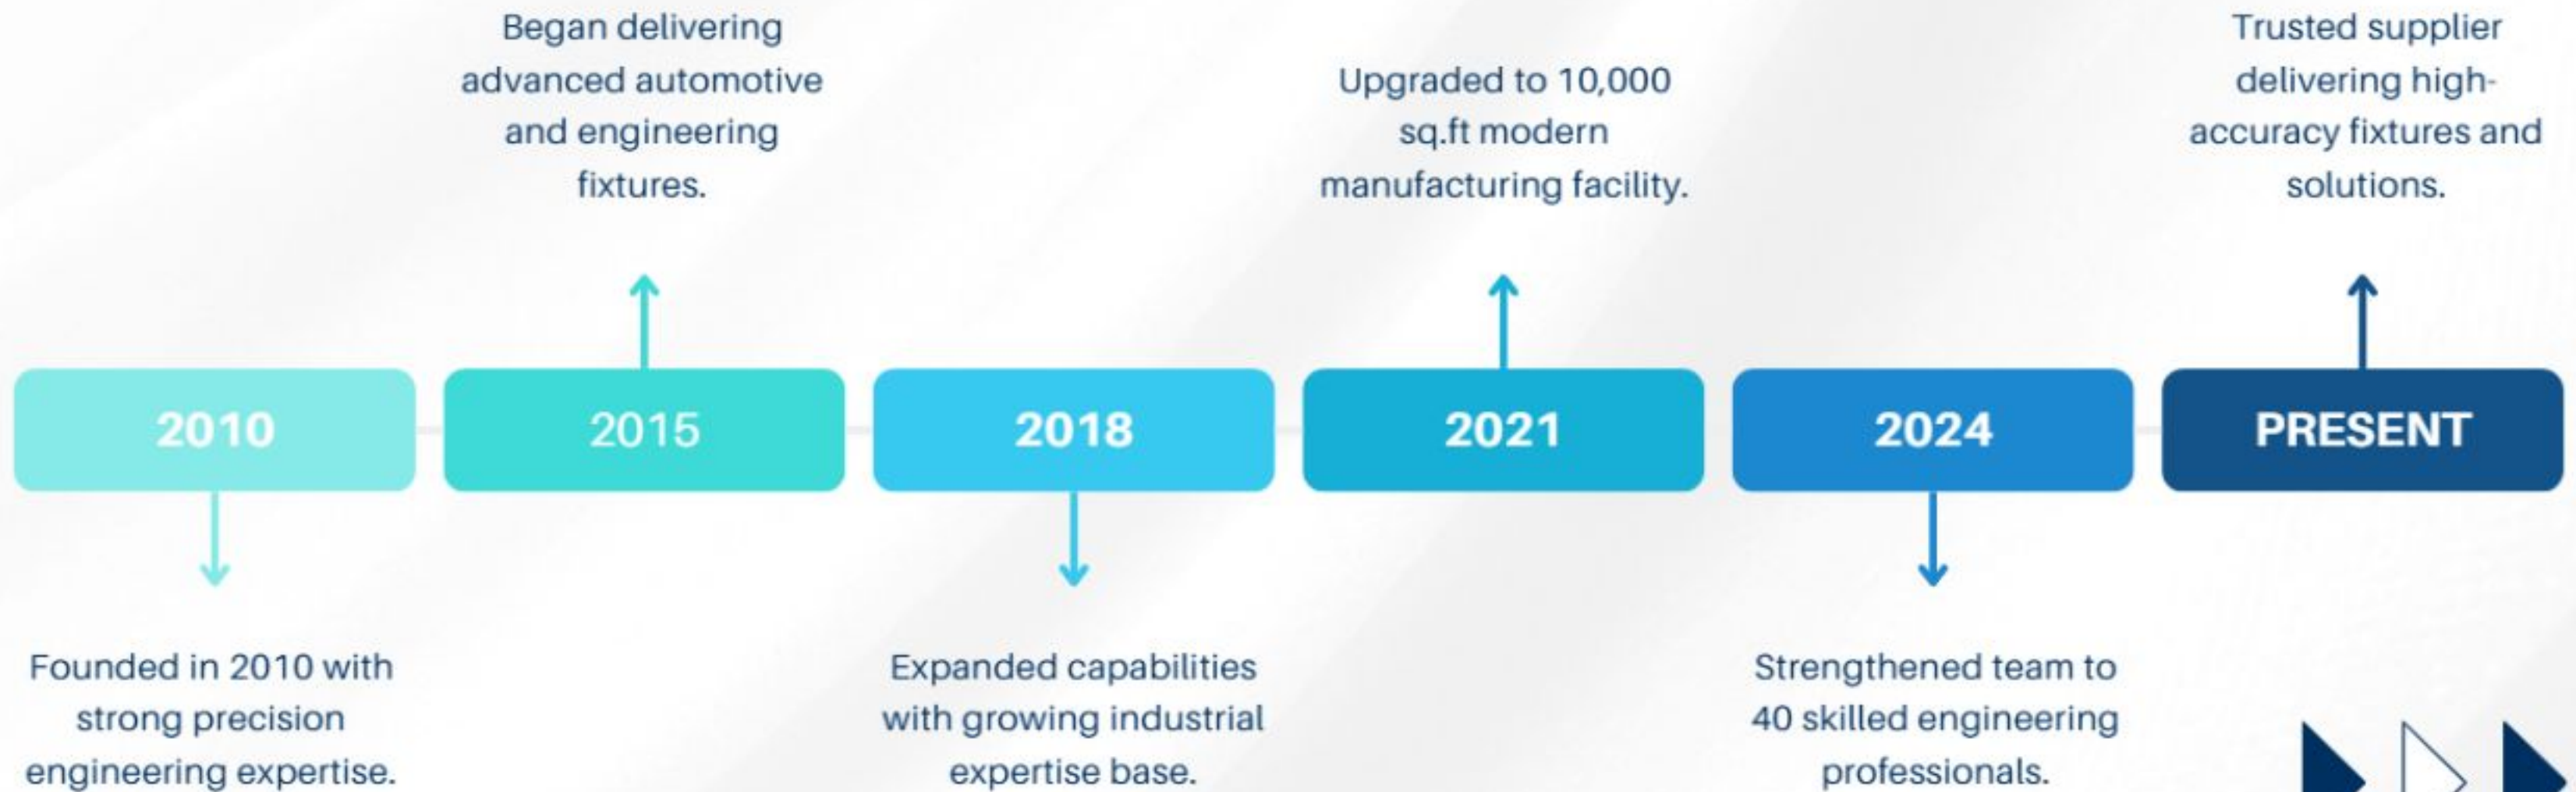 Began delivering
advanced automotive
and engineering
fixtures.
Upgraded to 10,000
sq.ft modern
manufacturing facility.
Trusted supplier
delivering high-
accuracy fixtures and
solutions.
2010
2015
2018
2021
2024
PRESENT
Founded in 2010 with
strong precision
engineering expertise.
Expanded capabilities
with growing industrial
expertise base.
Strengthened team to
40 skilled engineering
professionals.